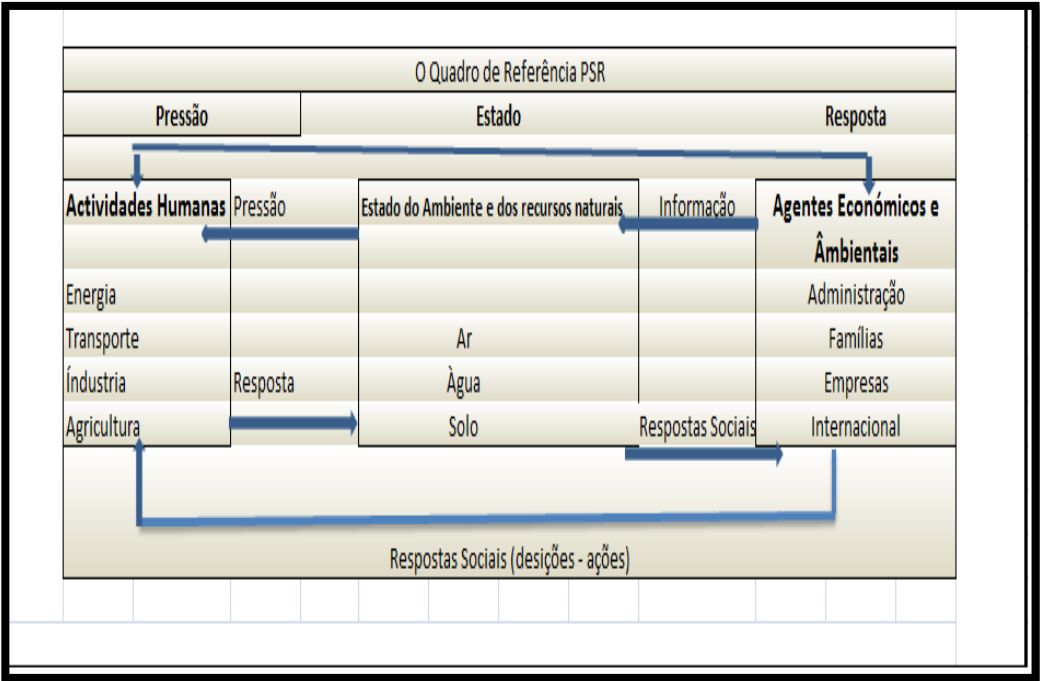 O Quadro de Referência PSR
Pressão Estado Resposta
Actividades Humanas Pressão Estado do Ambiente e dos recursos naturais Informação Agentes Económicos e
Âmbientais
Energia Administração
Transporte Ar Famílias
Índustria Resposta Àgua Empresas
Agricultura Solo Respostas Sociais Internacional
Respostas Sociais (desições - ações)